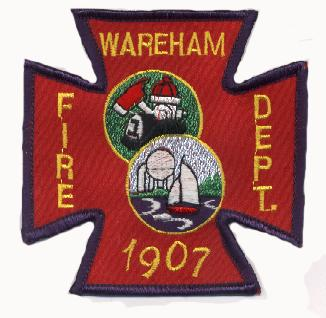 WAREHAM
FIRE
DEPT.
1907